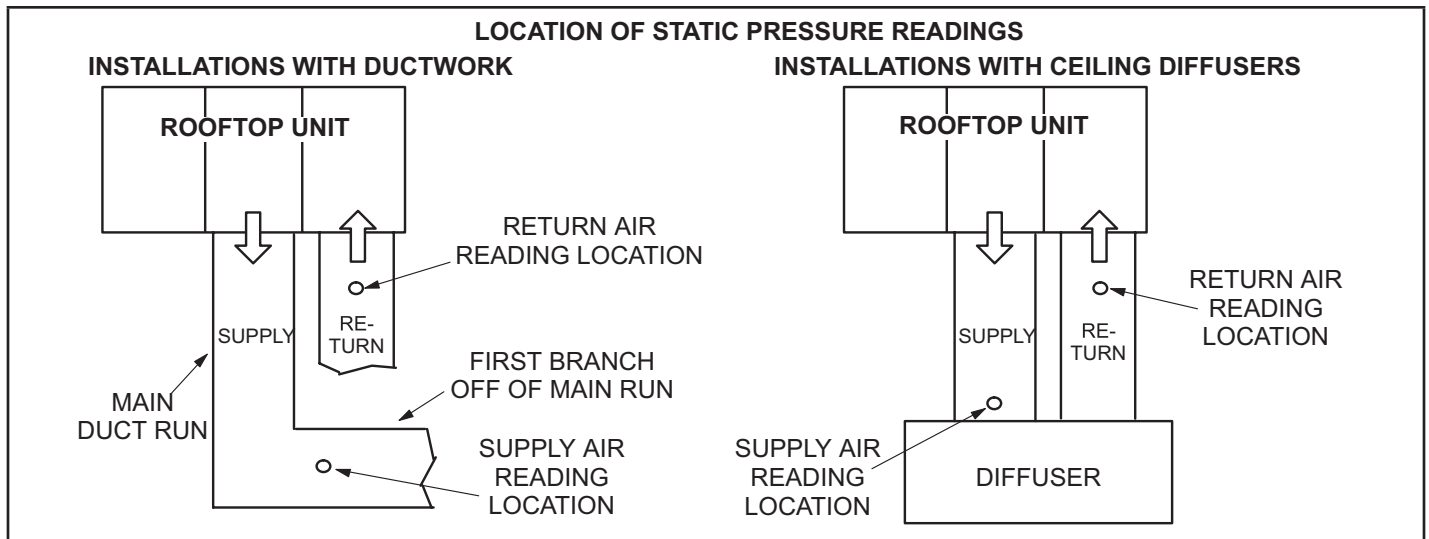 LOCATION OF STATIC PRESSURE READINGS
INSTALLATIONS WITH DUCTWORK
ROOFTOP UNIT
RETURN AIR
READING LOCATION
SUPPLY
RE-
TURN
FIRST BRANCH
OFF OF MAIN RUN
MAIN
DUCT RUN
SUPPLY AIR
READING
LOCATION
INSTALLATIONS WITH CEILING DIFFUSERS
ROOFTOP UNIT
RETURN AIR
READING
LOCATION
SUPPLY
RE-
TURN
SUPPLY AIR
READING
LOCATION
DIFFUSER